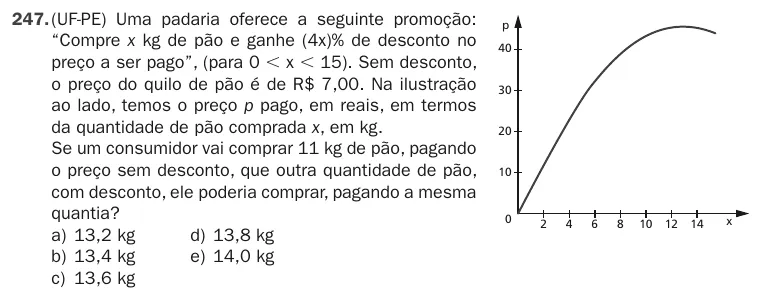 247. (UF-PE) Uma padaria oferece a seguinte promoção:
“Compre x kg de pão e ganhe (4x)% de desconto no
preço a ser pago”, (para 0 < x < 15). Sem desconto,
o preço do quilo de pão é de R$ 7,00. Na ilustração
ao lado, temos o preço p pago, em reais, em termos
da quantidade de pão comprada x, em kg.
Se um consumidor vai comprar 11 kg de pão, pagando
o preço sem desconto, que outra quantidade de pão,
com desconto, ele poderia comprar, pagando a mesma
quantia?
a) 13,2 kg d) 13,8 kg
b) 13,4 kg e) 14,0 kg
c) 13,6 kg
p
40
30
20
10
0 2 4 6 8 10 12 14 x